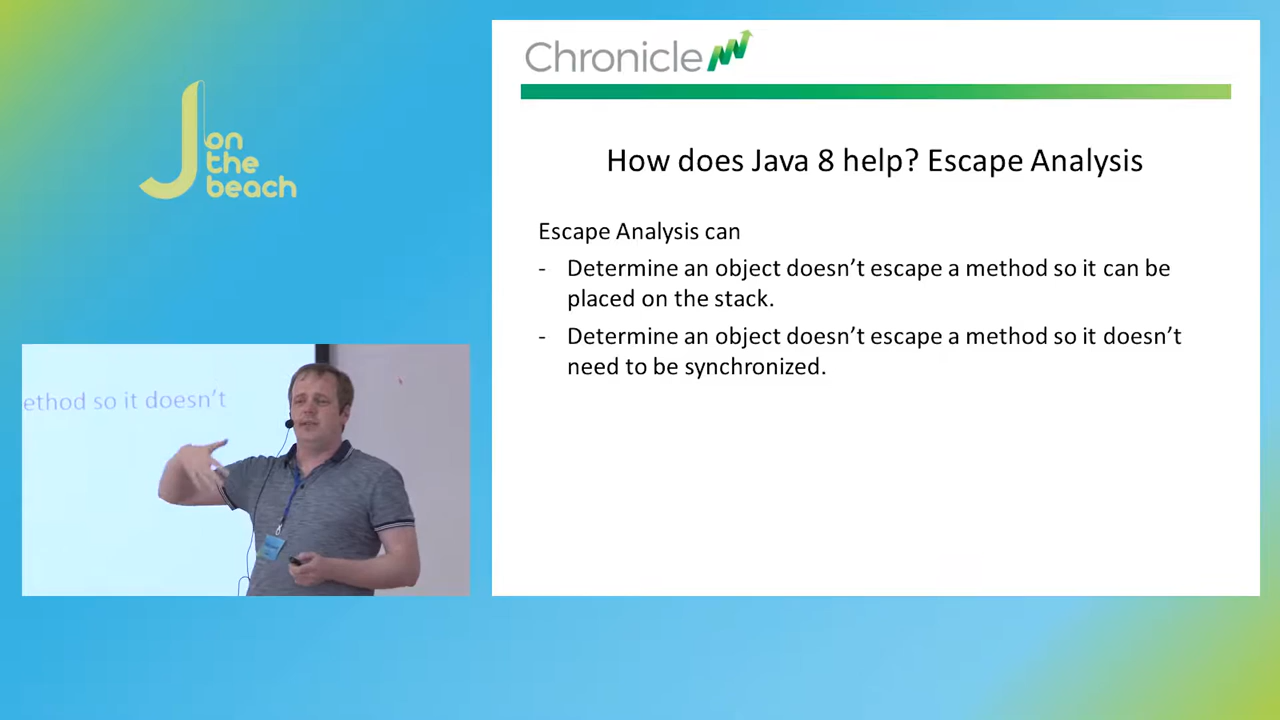 J on
the
beach
Chronicle
How does Java 8 help? Escape Analysis
Escape Analysis can
- Determine an object doesn’t escape a method so it can be
placed on the stack.
- Determine an object doesn’t escape a method so it doesn’t
need to be synchronized.
ethod so it doesn’t